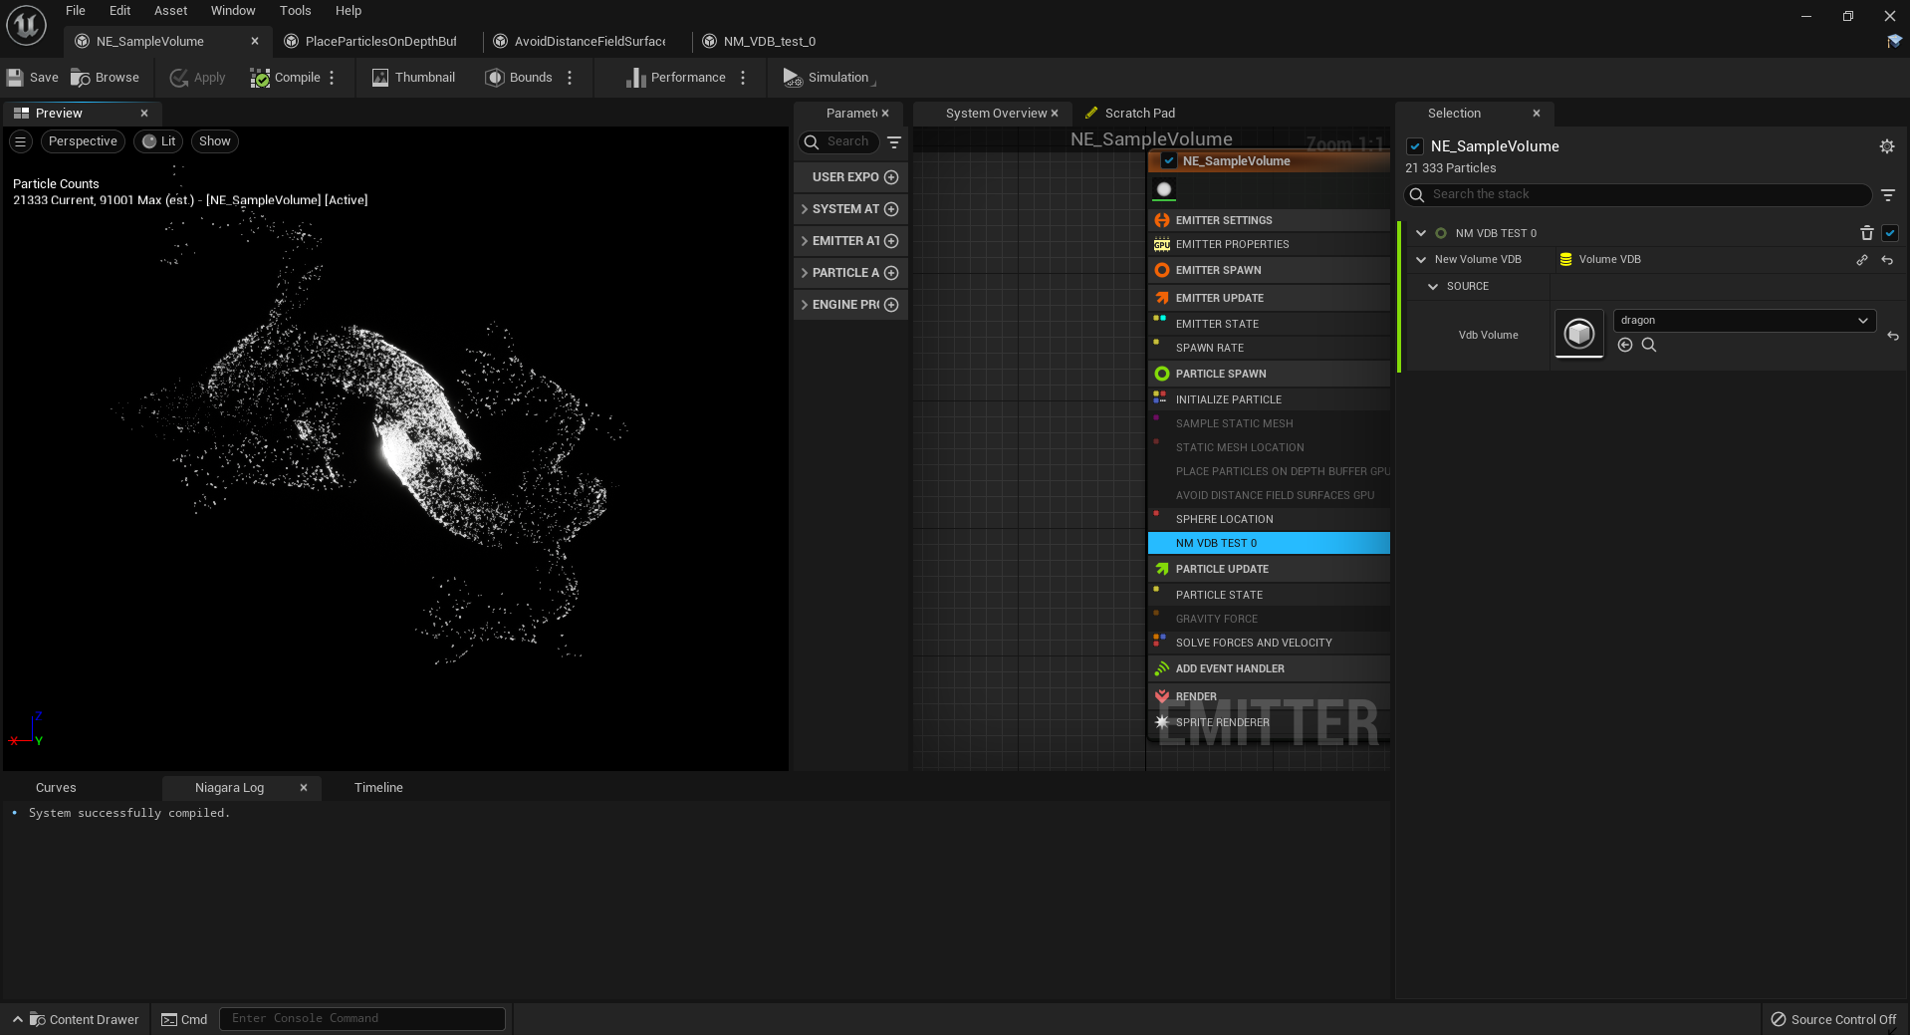 File Edit Asset Window Tools Help
NE_SampleVolume
PlaceParticlesOnDepthBuf
AvoidDistanceFieldSurface
NM_VDB_test_0
Save Browse Apply Compile Thumbnail Bounds Performance Simulation
Preview
Perspective Lit Show
Particle Counts
21333 Current, 91001 Max (est.) - [NE_SampleVolume] [Active]
Z
X
Y
Paramete
Search
USER EXPO
SYSTEM AT
EMITTER AT
PARTICLE A
ENGINE PRO
System Overview
Scratch Pad
NE_SampleVolume
Zoom 1:1
NE_SampleVolume
EMITTER SETTINGS
GPU EMITTER PROPERTIES
EMITTER SPAWN
EMITTER UPDATE
EMITTER STATE
SPAWN RATE
PARTICLE SPAWN
INITIALIZE PARTICLE
SAMPLE STATIC MESH
STATIC MESH LOCATION
PLACE PARTICLES ON DEPTH BUFFER GPU
AVOID DISTANCE FIELD SURFACES GPU
SPHERE LOCATION
NM VDB TEST 0
PARTICLE UPDATE
PARTICLE STATE
GRAVITY FORCE
SOLVE FORCES AND VELOCITY
ADD EVENT HANDLER
RENDER
SPRITE RENDERER
EMITTER
Selection
NE_SampleVolume
21 333 Particles
Search the stack
NM VDB TEST 0
New Volume VDB Volume VDB
SOURCE
Vdb Volume dragon
Curves Niagara Log Timeline
• System successfully compiled.
Content Drawer Cmd Enter Console Command Source Control Off